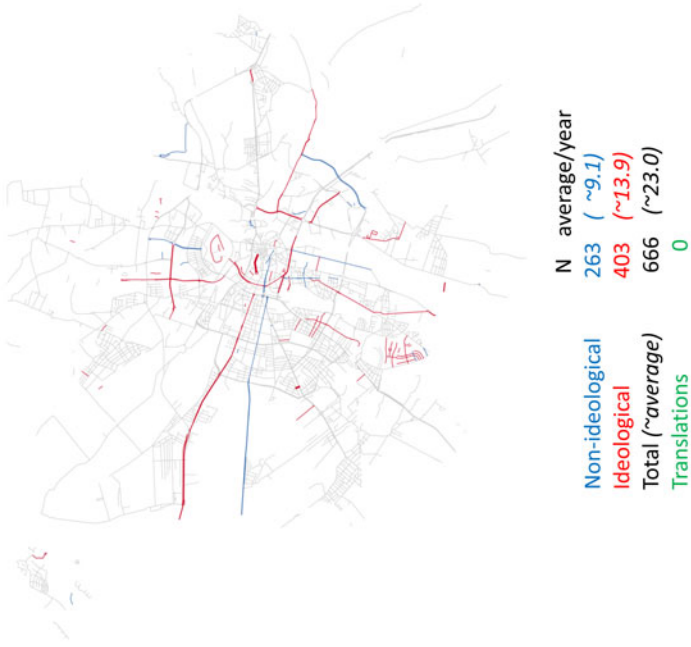 N average/year
Non-ideological 263 ( ~9.1)
Ideological 403 (~13.9)
Total (~average) 666 (~23.0)
Translations 0